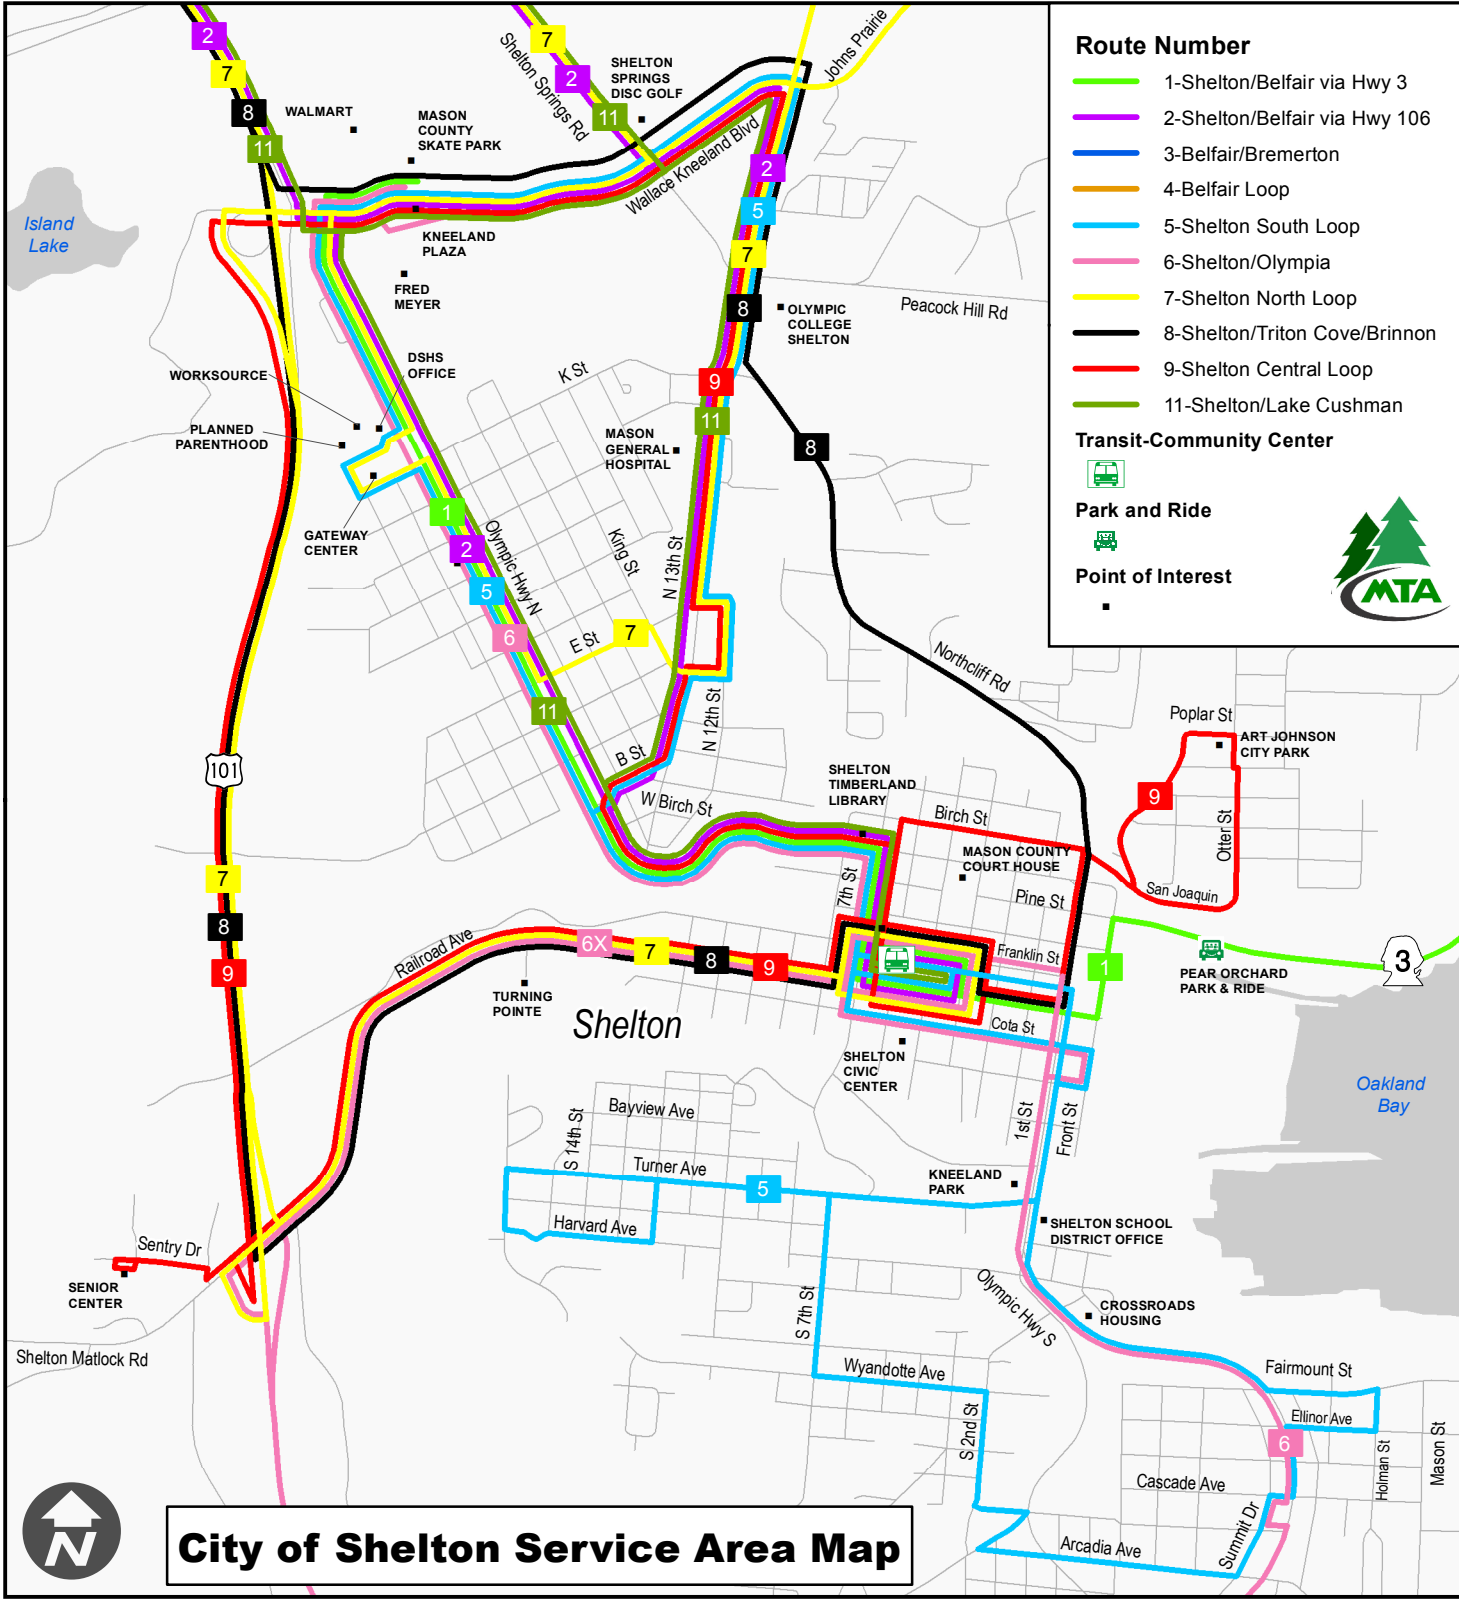 2
7
8
11
WALMART
MASON
COUNTY
SKATE PARK
Shelton Springs Rd
7
2
11
SHELTON
SPRINGS
DISC GOLF
Johns Prairie
Wallace Kneeland Blvd
Island
Lake
KNEELAND
PLAZA
FRED
MEYER
2
5
7
8
OLYMPIC
COLLEGE
SHELTON
Peacock Hill Rd
Route Number
1-Shelton/Belfair via Hwy 3
2-Shelton/Belfair via Hwy 106
3-Belfair/Bremerton
4-Belfair Loop
5-Shelton South Loop
6-Shelton/Olympia
7-Shelton North Loop
8-Shelton/Triton Cove/Brinnon
9-Shelton Central Loop
11-Shelton/Lake Cushman
Transit-Community Center
Park and Ride
Point of Interest
MTA
DSHS
OFFICE
WORKSOURCE
PLANNED
PARENTHOOD
K St
9
11
MASON
GENERAL
HOSPITAL
8
GATEWAY
CENTER
1
2
5
6
11
Olympic Hwy N
King St
N 13th St
E St
7
N 12th St
B St
W Birch St
Northcliff Rd
Poplar St
ART JOHNSON
CITY PARK
9
Otter St
San Joaquin
101
7
8
9
SHELTON
TIMBERLAND
LIBRARY
Birch St
MASON COUNTY
COURT HOUSE
7th St
Pine St
Franklin St
Railroad Ave
6X
7
8
9
TURNING
POINTE
Shelton
1
PEAR ORCHARD
PARK & RIDE
3
Cota St
SHELTON
CIVIC
CENTER
Oakland
Bay
Bayview Ave
S 14th St
Turner Ave
5
Harvard Ave
1st St
Front St
KNEELAND
PARK
SHELTON SCHOOL
DISTRICT OFFICE
Sentry Dr
SENIOR
CENTER
Shelton Matlock Rd
S 7th St
Olympic Hwy S
CROSSROADS
HOUSING
Wyandotte Ave
S 2nd St
Fairmount St
Ellinor Ave
6
Holman St
Mason St
Cascade Ave
Summit Dr
Arcadia Ave
N
City of Shelton Service Area Map